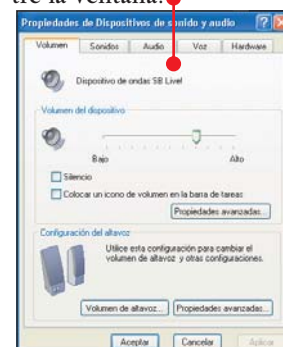 tre la ventana.
Propiedades de Dispositivos de sonido y audio
Volumen Sonidos Audio Voz Hardware
Dispositivo de ondas SB Live!
Volumen del dispositivo
Bajo Alto
Silencio
Colocar un icono de volumen en la barra de tareas
Propiedades avanzadas...
Configuración del altavoz
Utilice esta configuración para cambiar el
volumen de altavoz y otras configuraciones.
Volumen de altavoz... Propiedades avanzadas...
Aceptar Cancelar Aplicar